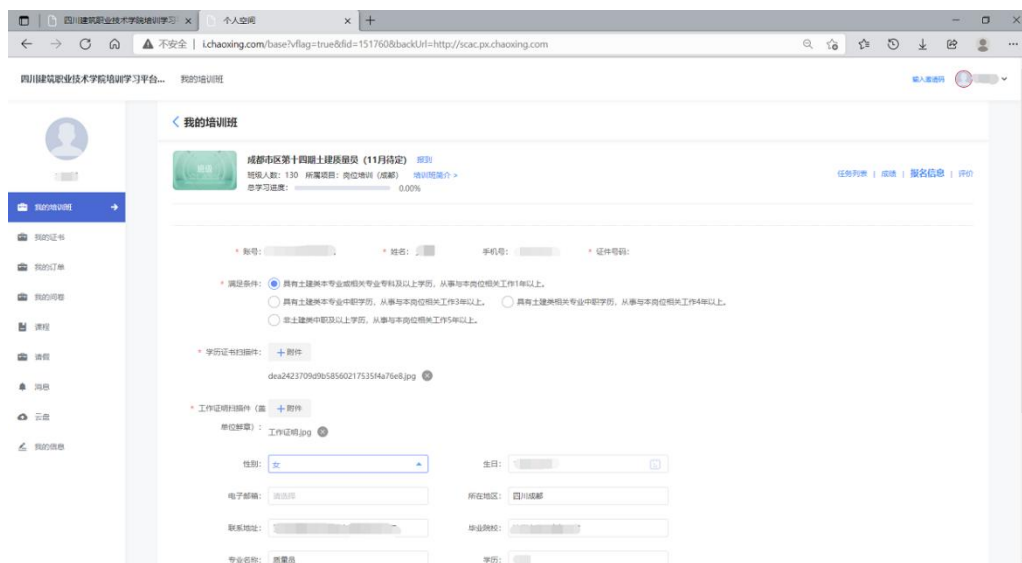 四川建筑职业技术学院培训学习
个人空间
不安全 | i.chaoxing.com/base?vflag=true&fid=151760&backUrl=http://scac.px.chaoxing.com
四川建筑职业技术学院培训学习平台... 我的培训班
输入邀请码
我的培训班
成都市区第十四期土建质量员（11月待定） 报到
班级人数：130 所属项目：岗位培训（成都） 培训班简介 >
总学习进度： 0.00%
任务列表 | 成绩 | 报名信息 | 评价
我的培训班
我的证书
我的订单
我的问卷
课程
请假
消息
云盘
我的信息
* 账号： * 姓名： 手机号： * 证件号码：
* 满足条件： 具有土建类本专业或相关专业专科及以上学历，从事与本岗位相关工作1年以上。
具有土建类本专业中职学历，从事与本岗位相关工作3年以上。 具有土建类相关专业中职学历，从事与本岗位相关工作4年以上。
非土建类中职及以上学历，从事与本岗位相关工作5年以上。
* 学历证书扫描件： +附件
dea2423709d9b58560217535f4a76e8.jpg
* 工作证明扫描件（盖 +附件
单位鲜章）： 工作证明.jpg
性别： 女 生日：
电子邮箱： 请选择 所在地区： 四川成都
联系地址： 毕业院校：
专业名称： 质量员 学历：